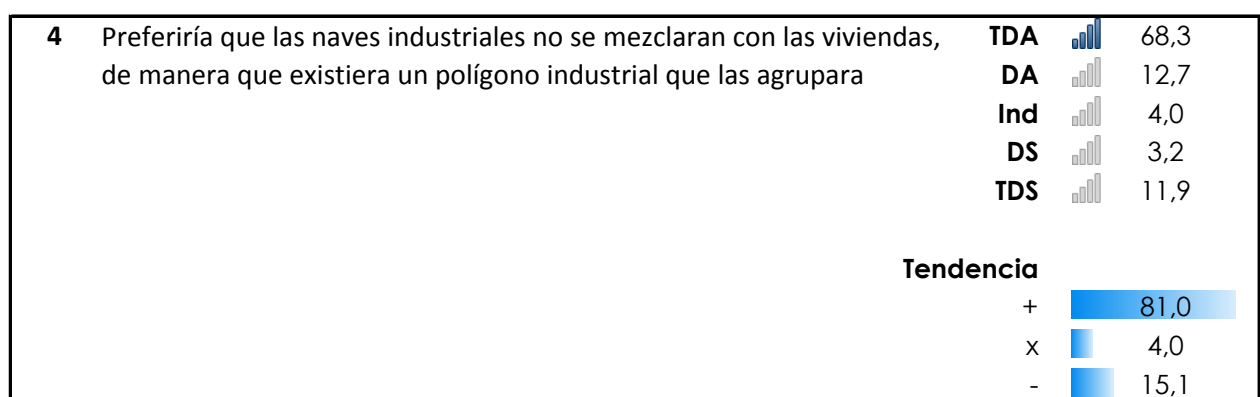 4 Preferiría que las naves industriales no se mezclaran con las viviendas, TDA 68,3
de manera que existiera un polígono industrial que las agrupara DA 12,7
Ind 4,0
DS 3,2
TDS 11,9
Tendencia
+ 81,0
x 4,0
- 15,1